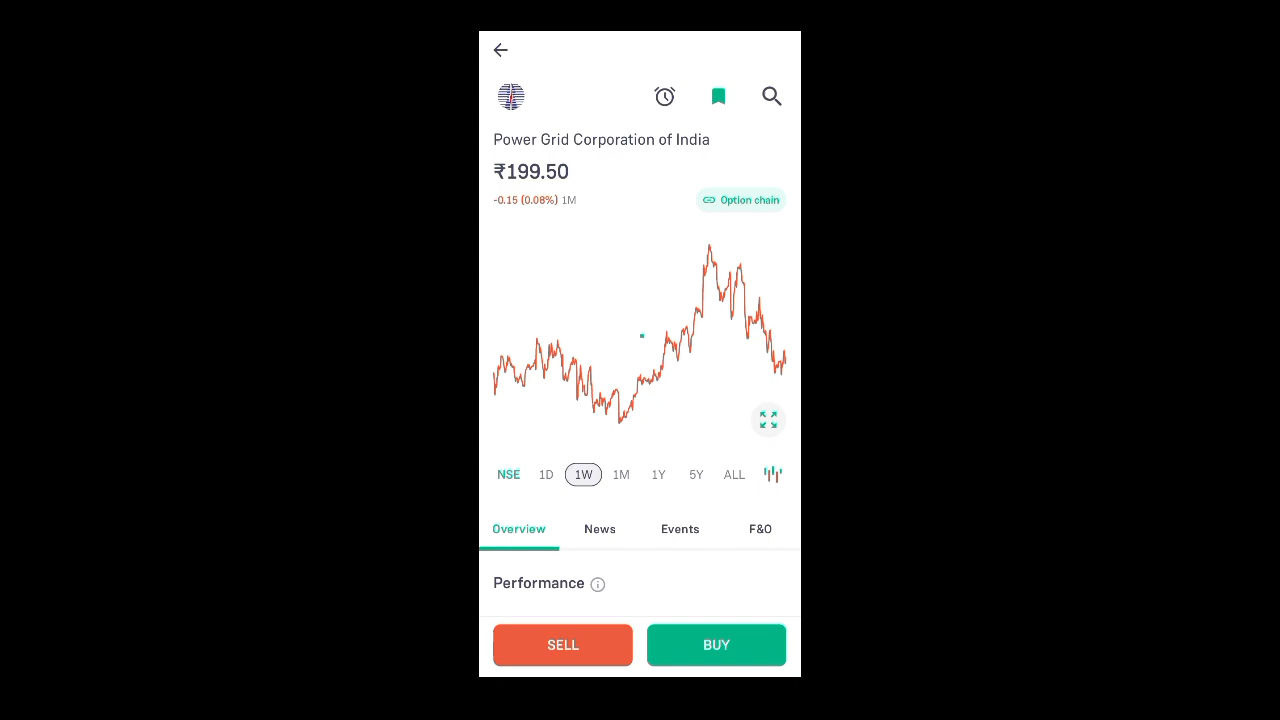 Power Grid Corporation of India
₹199.50
-0.15 (0.08%) 1M
Option chain
NSE 1D 1W 1M 1Y 5Y ALL
Overview News Events F&O
Performance
SELL BUY